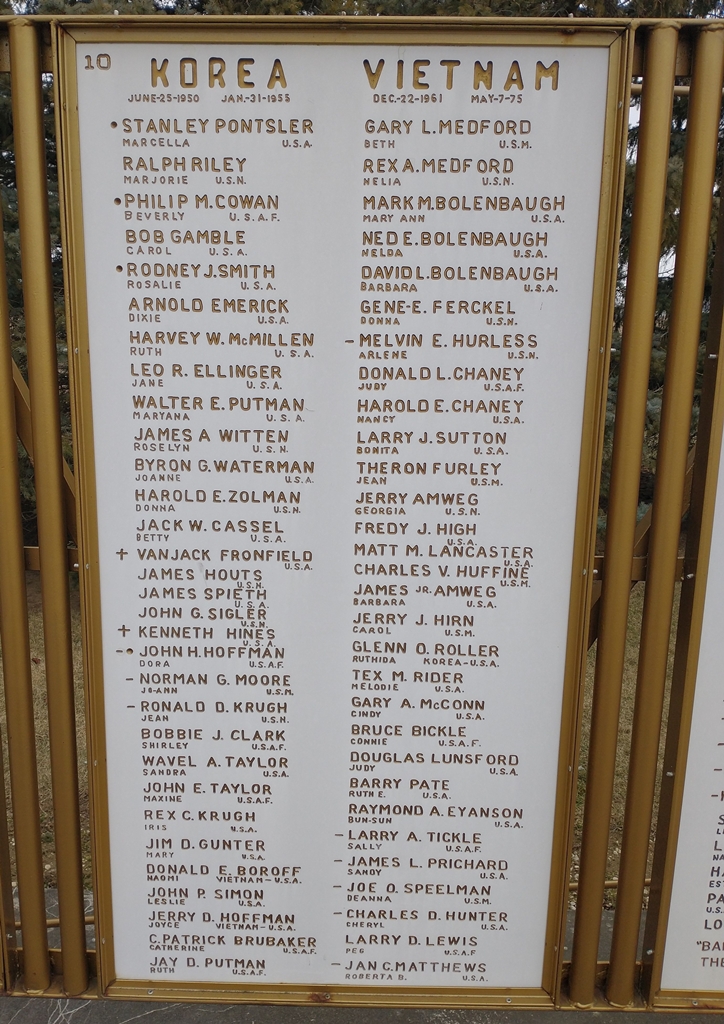 10
KOREA
JUNE-25-1950 JAN.-31-1955
• STANLEY PONTSLER
MARCELLA U.S.A.
RALPH RILEY
MARJORIE U.S.N.
• PHILIP M. COWAN
BEVERLY U.S.A.F.
BOB GAMBLE
CAROL U.S.A.
• RODNEY J. SMITH
ROSALIE U.S.A.
ARNOLD EMERICK
DIXIE U.S.A.
HARVEY W. McMILLEN
RUTH U.S.A.
LEO R. ELLINGER
JANE U.S.A.
WALTER E. PUTMAN
MARYANA U.S.A.
JAMES A WITTEN
ROSELYN U.S.N.
BYRON G. WATERMAN
JOANNE U.S.A.
HAROLD E. ZOLMAN
DONNA U.S.N.
JACK W. CASSEL
BETTY U.S.A.
+ VANJACK FRONFIELD
U.S.A.
JAMES HOUTS
U.S.N.
JAMES SPIETH
U.S.A.
JOHN G. SIGLER
U.S.N.
+ KENNETH HINES
U.S.A.
-• JOHN H. HOFFMAN
DORA U.S.A.F.
- NORMAN G. MOORE
JO-ANN U.S.M.
- RONALD D. KRUGH
JEAN U.S.N.
BOBBIE J. CLARK
SHIRLEY U.S.A.F.
WAVEL A. TAYLOR
SANDRA U.S.A.
JOHN E. TAYLOR
MAXINE U.S.A.F.
REX C. KRUGH
IRIS U.S.A.
JIM D. GUNTER
MARY U.S.A.
DONALD E. BOROFF
NAOMI VIETNAM-U.S.A.
JOHN P. SIMON
LESLIE U.S.A.
JERRY D. HOFFMAN
JOYCE VIETNAM-U.S.A.
C. PATRICK BRUBAKER
CATHERINE U.S.A.F.
JAY D. PUTMAN
RUTH U.S.A.F.
VIETNAM
DEC.-22-1961 MAY-7-75
GARY L. MEDFORD
BETH U.S.M.
REX A. MEDFORD
NELIA U.S.N.
MARK M. BOLENBAUGH
MARY ANN U.S.A.
NED E. BOLENBAUGH
NELDA U.S.A.
DAVID L. BOLENBAUGH
BARBARA U.S.A.
GENE-E. FERCKEL
DONNA U.S.N.
- MELVIN E. HURLESS
ARLENE U.S.N.
DONALD L. CHANEY
JUDY U.S.A.F.
HAROLD E. CHANEY
NANCY U.S.A.
LARRY J. SUTTON
BONITA U.S.A.
THERON FURLEY
JEAN U.S.M.
JERRY AMWEG
GEORGIA U.S.N.
FREDY J. HIGH
U.S.A.
MATT M. LANCASTER
U.S.A.
CHARLES V. HUFFINE
U.S.M.
JAMES JR. AMWEG
BARBARA U.S.A.
JERRY J. HIRN
CAROL U.S.M.
GLENN O. ROLLER
RUTHIDA KOREA-U.S.A.
TEX M. RIDER
MELODIE U.S.A.
GARY A. McCONN
CINDY U.S.A.
BRUCE BICKLE
CONNIE U.S.A.F.
DOUGLAS LUNSFORD
JUDY U.S.A.
BARRY PATE
RUTH E. U.S.A.
RAYMOND A. EYANSON
BUN-SUN U.S.A.
- LARRY A. TICKLE
SALLY U.S.A.F.
- JAMES L. PRICHARD
SANDY U.S.A.
- JOE O. SPEELMAN
DEANNA U.S.M.
- CHARLES D. HUNTER
CHERYL U.S.A.
LARRY D. LEWIS
PEG U.S.A.F
- JAN C. MATTHEWS
ROBERTA B. U.S.A.